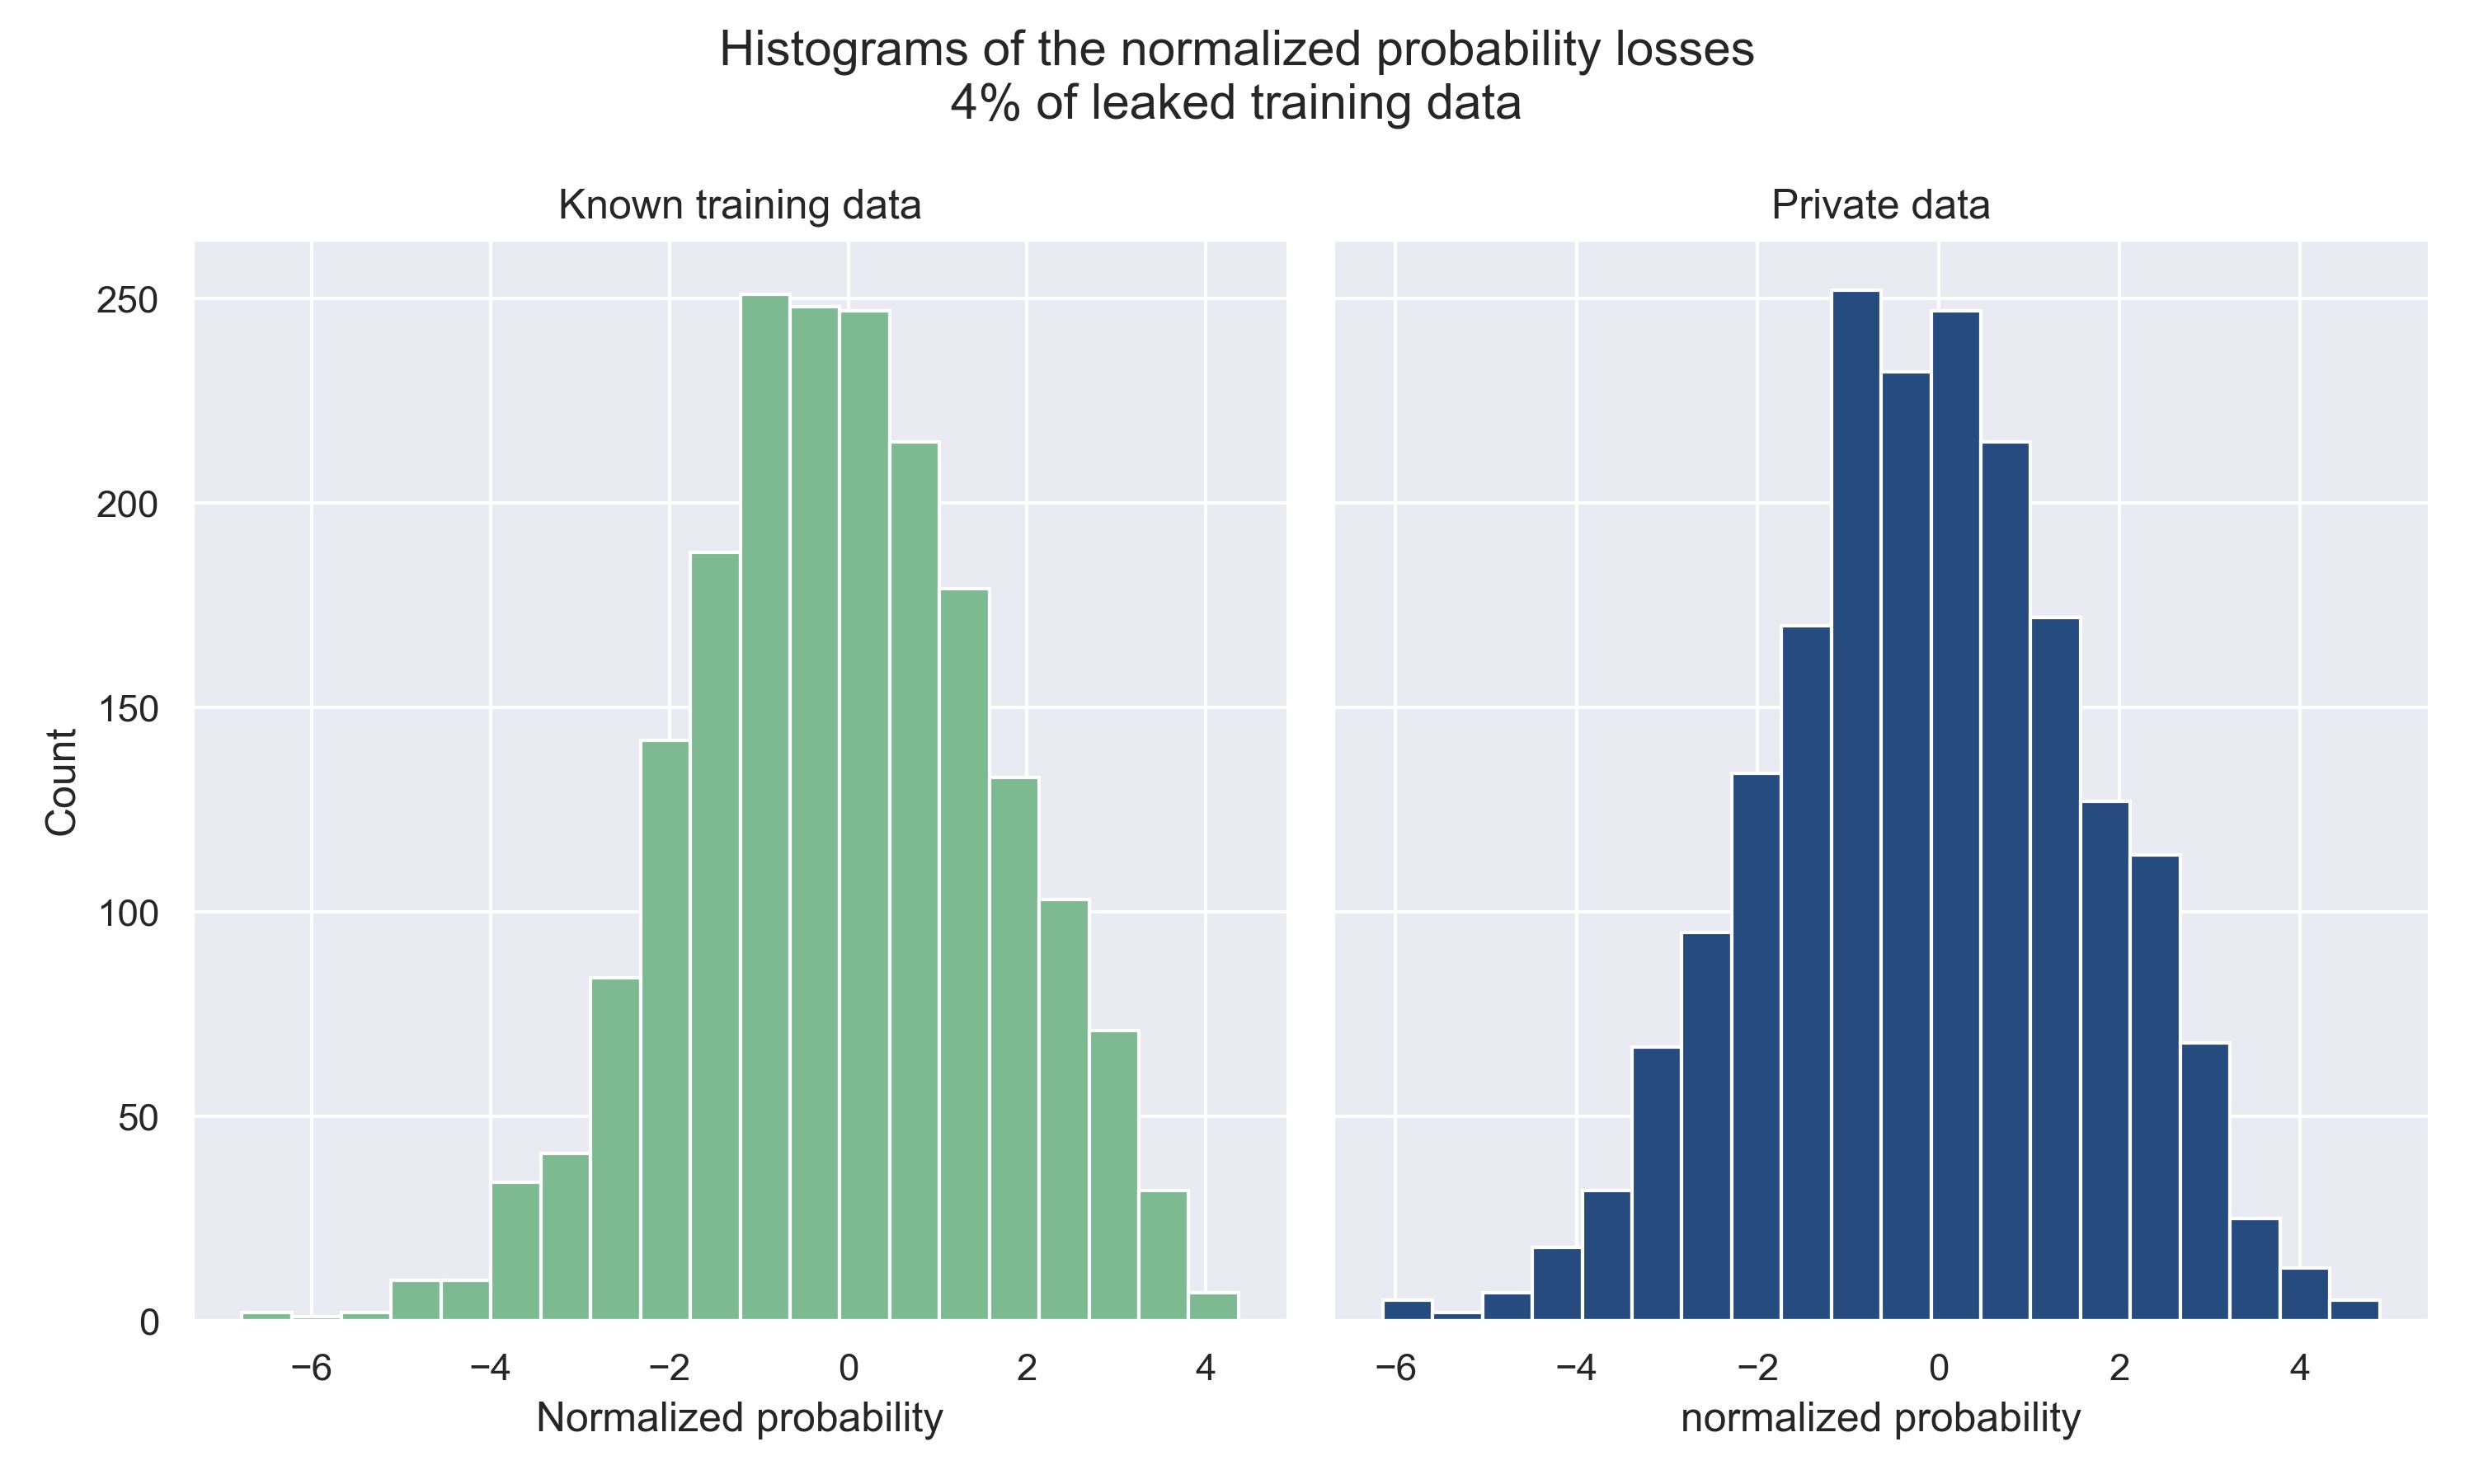 Histograms of the normalized probability losses
4% of leaked training data
Known training data
Private data
250
200
150
100
50
0
Count
−6 −4 −2 0 2 4
−6 −4 −2 0 2 4
Normalized probability
normalized probability